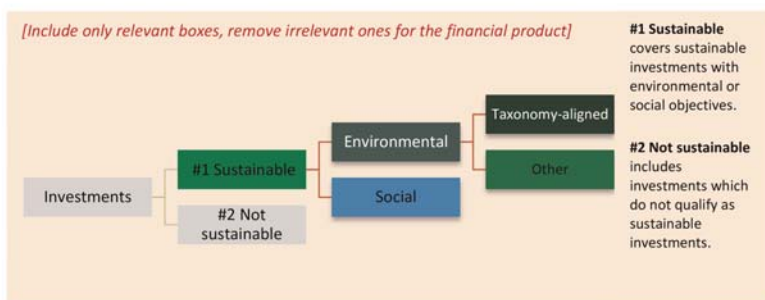 [Include only relevant boxes, remove irrelevant ones for the financial product]
Investments
#1 Sustainable
#2 Not
sustainable
Environmental
Social
Taxonomy-aligned
Other
#1 Sustainable
covers sustainable
investments with
environmental or
social objectives.
#2 Not sustainable
includes
investments which
do not qualify as
sustainable
investments.